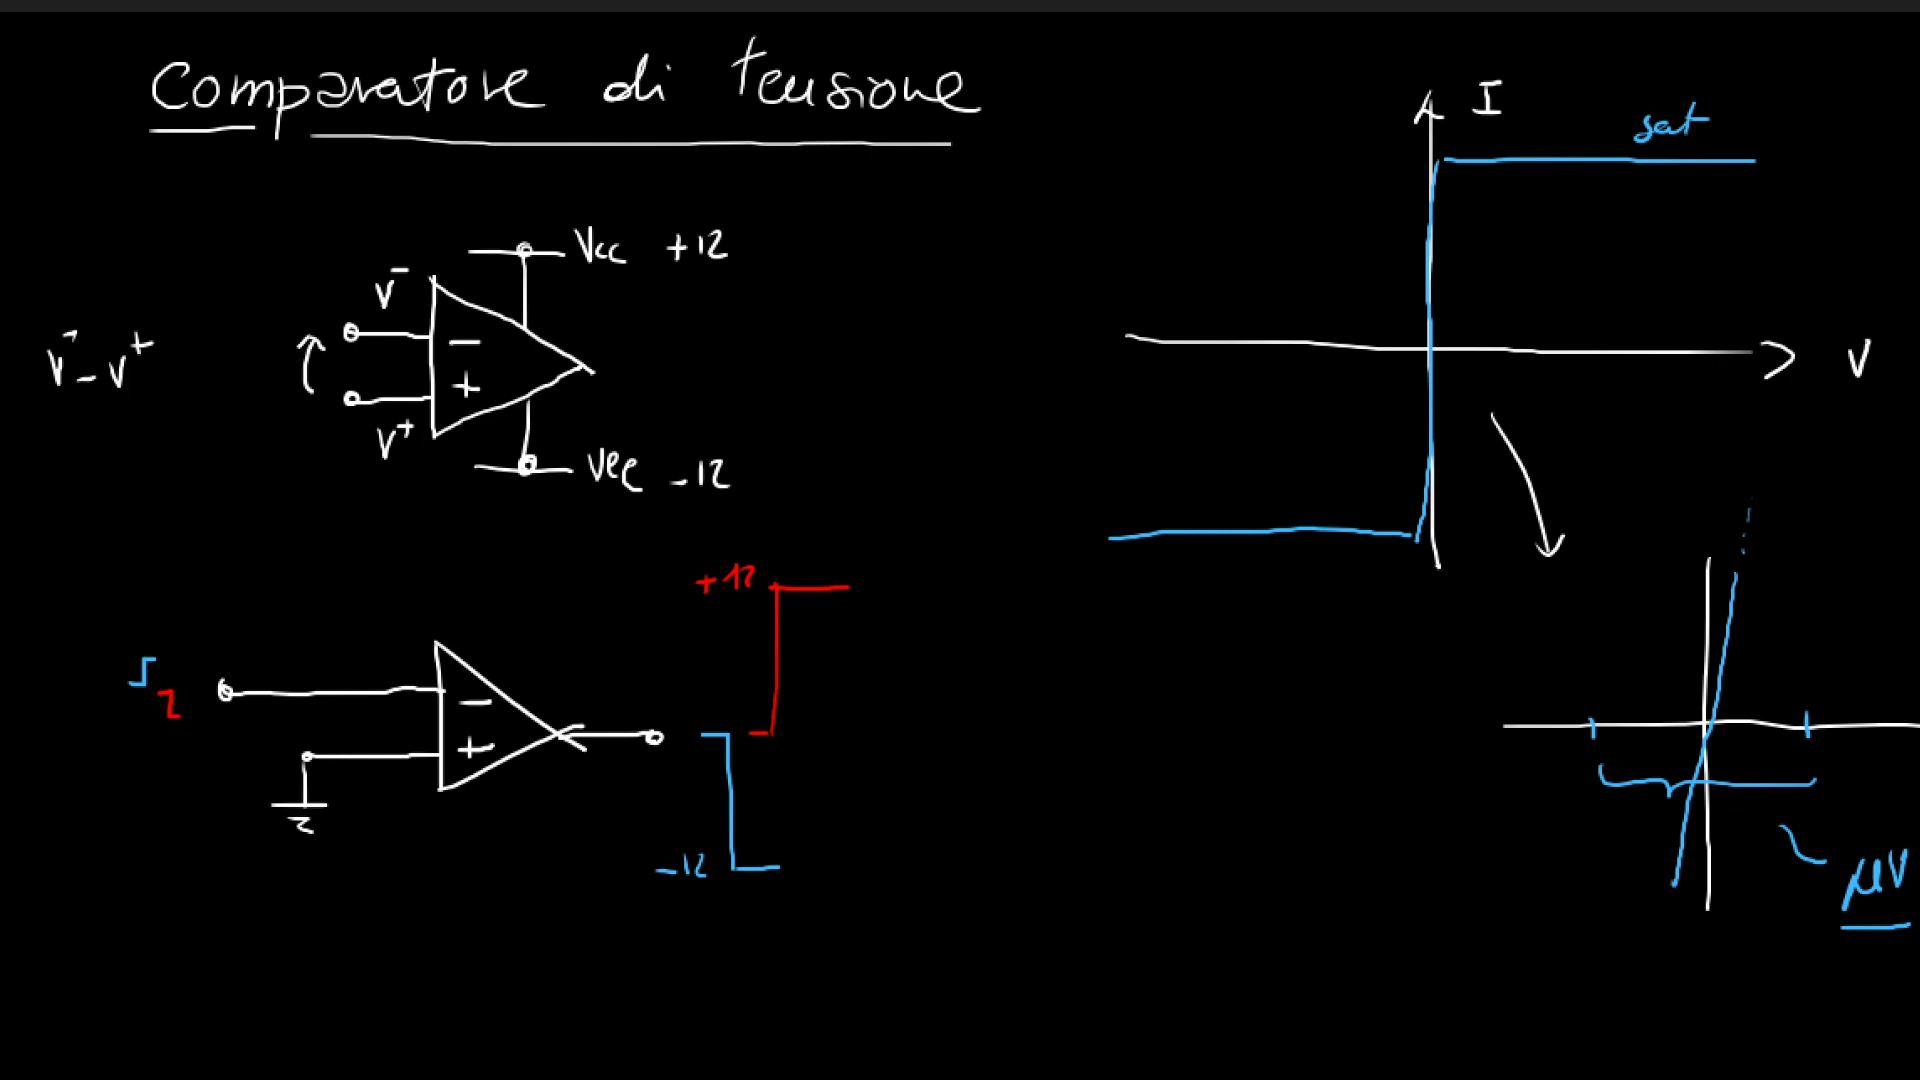 Comparatore di tensione
I
sat
Vcc +12
V⁻
V⁻ - V⁺
−
+
V⁺
Vee -12
V
+12
−
+
-12
μV